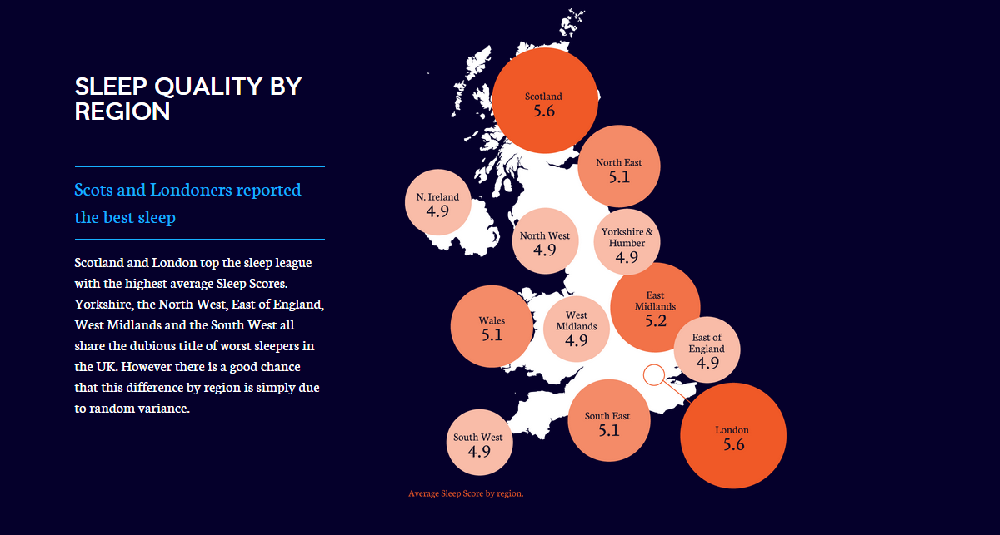 SLEEP QUALITY BY
REGION
Scots and Londoners reported
the best sleep
Scotland and London top the sleep league
with the highest average Sleep Scores.
Yorkshire, the North West, East of England,
West Midlands and the South West all
share the dubious title of worst sleepers in
the UK. However there is a good chance
that this difference by region is simply due
to random variance.
Scotland
5.6
North East
5.1
N. Ireland
4.9
North West
4.9
Yorkshire &
Humber
4.9
East
Midlands
5.2
Wales
5.1
West
Midlands
4.9
East of
England
4.9
South East
5.1
London
5.6
South West
4.9
Average Sleep Score by region.